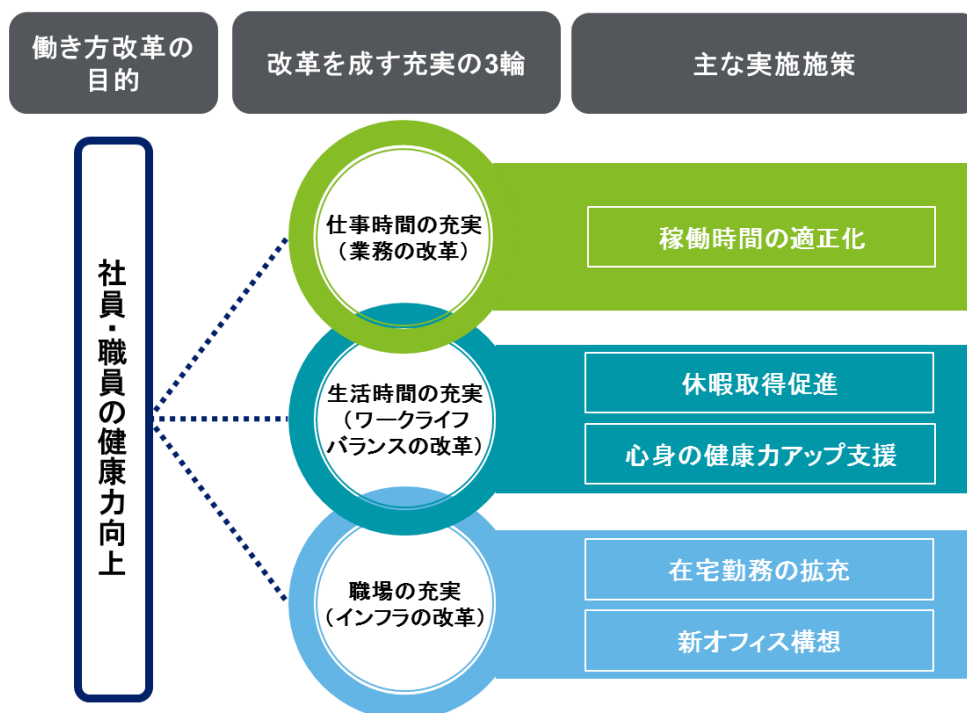 働き方改革の
目的
改革を成す充実の3輪
主な実施施策
社員・職員の健康力向上
仕事時間の充実
（業務の改革）
稼働時間の適正化
生活時間の充実
（ワークライフ
バランスの改革）
休暇取得促進
心身の健康力アップ支援
職場の充実
（インフラの改革）
在宅勤務の拡充
新オフィス構想